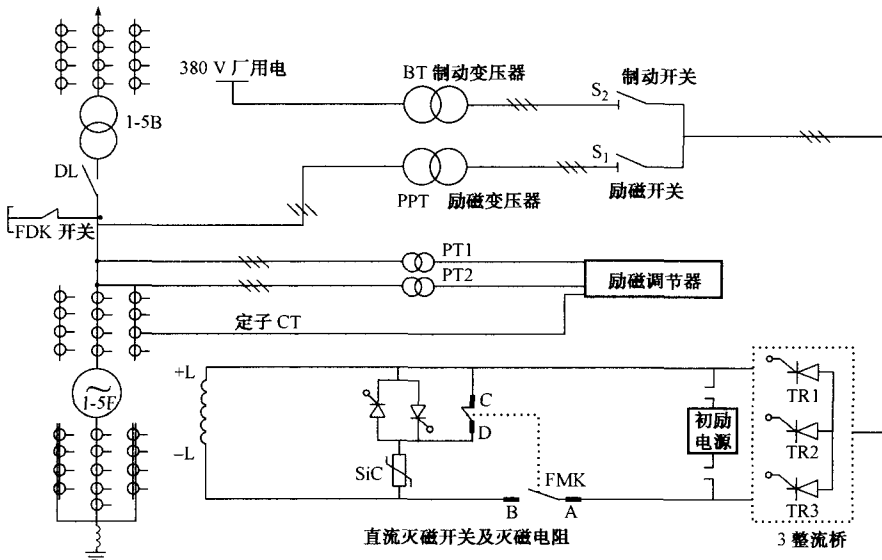 380 V 厂用电
BT 制动变压器
S2
制动开关
1-5B
DL
S1
PPT 励磁变压器
励磁开关
FDK 开关
PT1
PT2
励磁调节器
定子 CT
1-5F
+L
C
D
TR1
初励
电源
TR2
-L
SiC
FMK
B
A
TR3
直流灭磁开关及灭磁电阻
3 整流桥